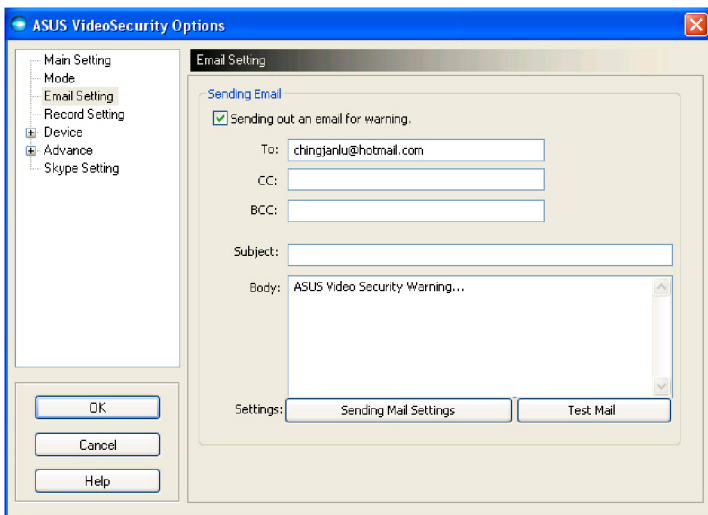 ASUS VideoSecurity Options
Main Setting
Mode
Email Setting
Record Setting
Device
Advance
Skype Setting
OK
Cancel
Help
Email Setting
Sending Email
Sending out an email for warning.
To: chingjanlu@hotmail.com
CC:
BCC:
Subject:
Body: ASUS Video Security Warning...
Settings: Sending Mail Settings Test Mail